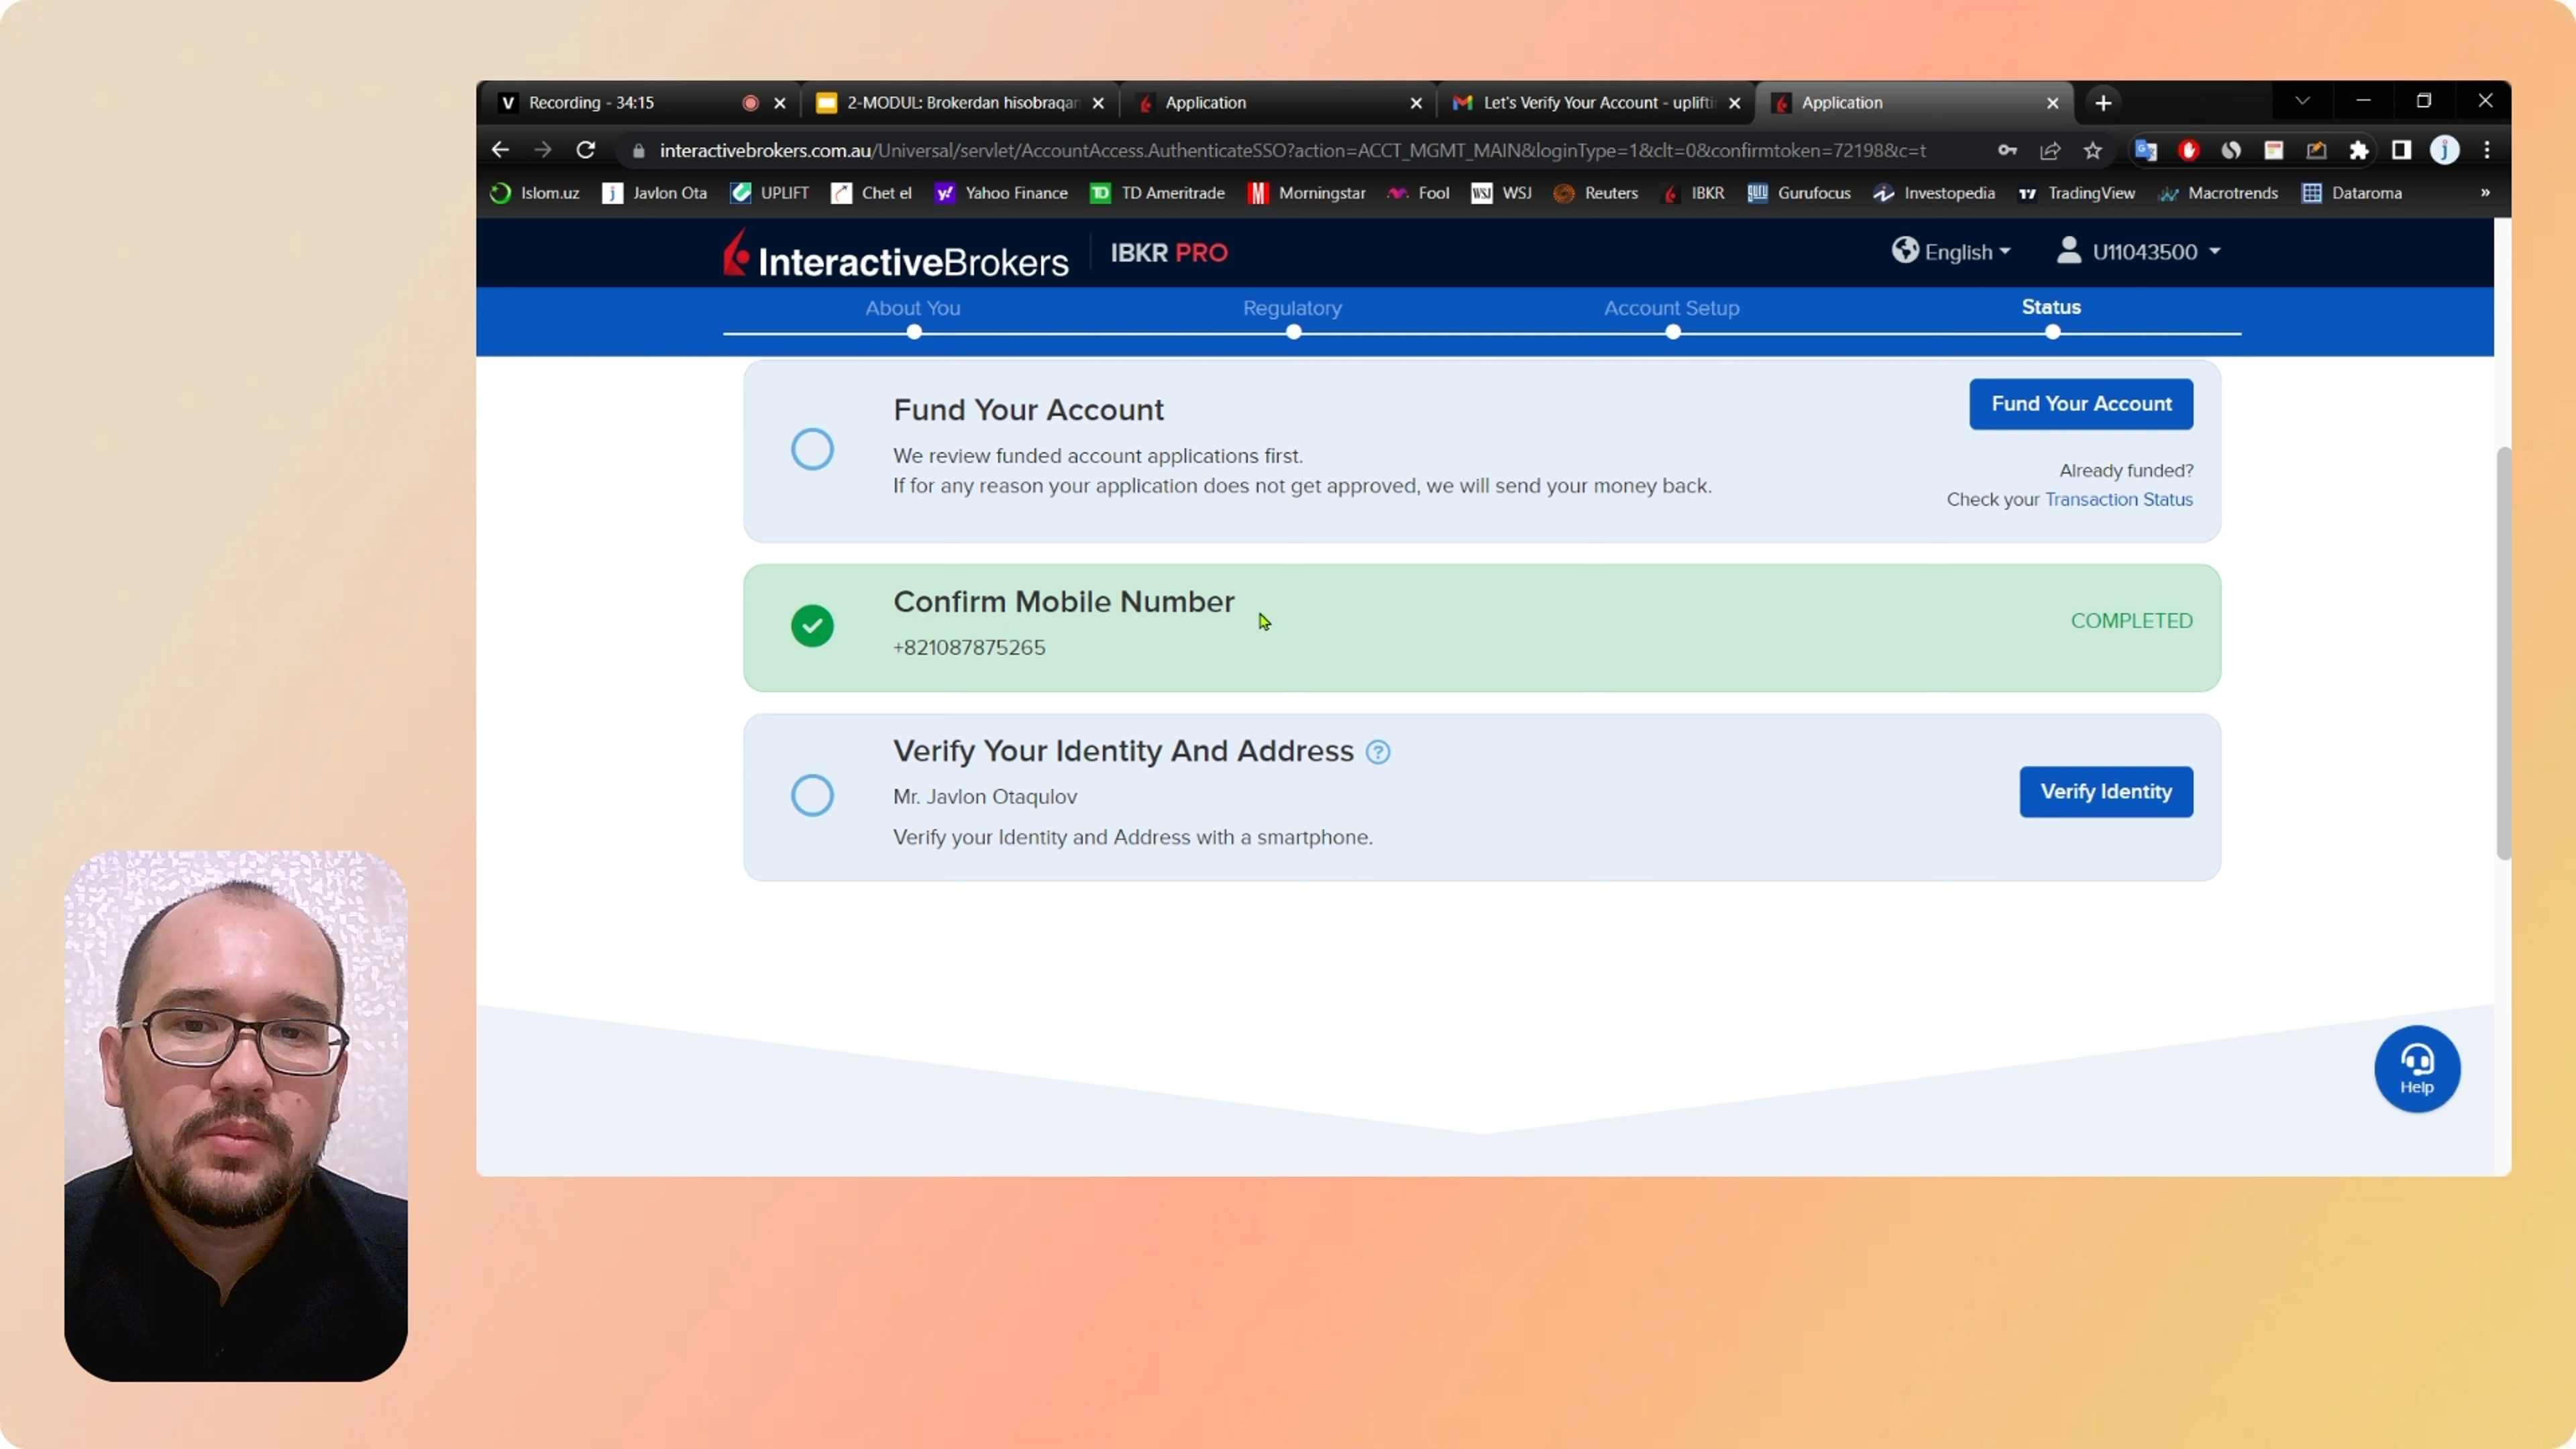 Recording - 34:15
2-MODUL: Brokerdan hisobraqan
Application
Let's Verify Your Account - uplifti
Application
interactivebrokers.com.au/Universal/servlet/AccountAccess.AuthenticateSSO?action=ACCT_MGMT_MAIN&loginType=1&clt=0&confirmtoken=72198&c=t
Islom.uz
Javlon Ota
UPLIFT
Chet el
Yahoo Finance
TD Ameritrade
Morningstar
Fool
WSJ
Reuters
IBKR
Gurufocus
Investopedia
TradingView
Macrotrends
Dataroma
»
InteractiveBrokers
IBKR PRO
English
U11043500
About You
Regulatory
Account Setup
Status
Fund Your Account
We review funded account applications first.
If for any reason your application does not get approved, we will send your money back.
Fund Your Account
Already funded?
Check your Transaction Status
Confirm Mobile Number
+821087875265
COMPLETED
Verify Your Identity And Address
Mr. Javlon Otaqulov
Verify your Identity and Address with a smartphone.
Verify Identity
Help